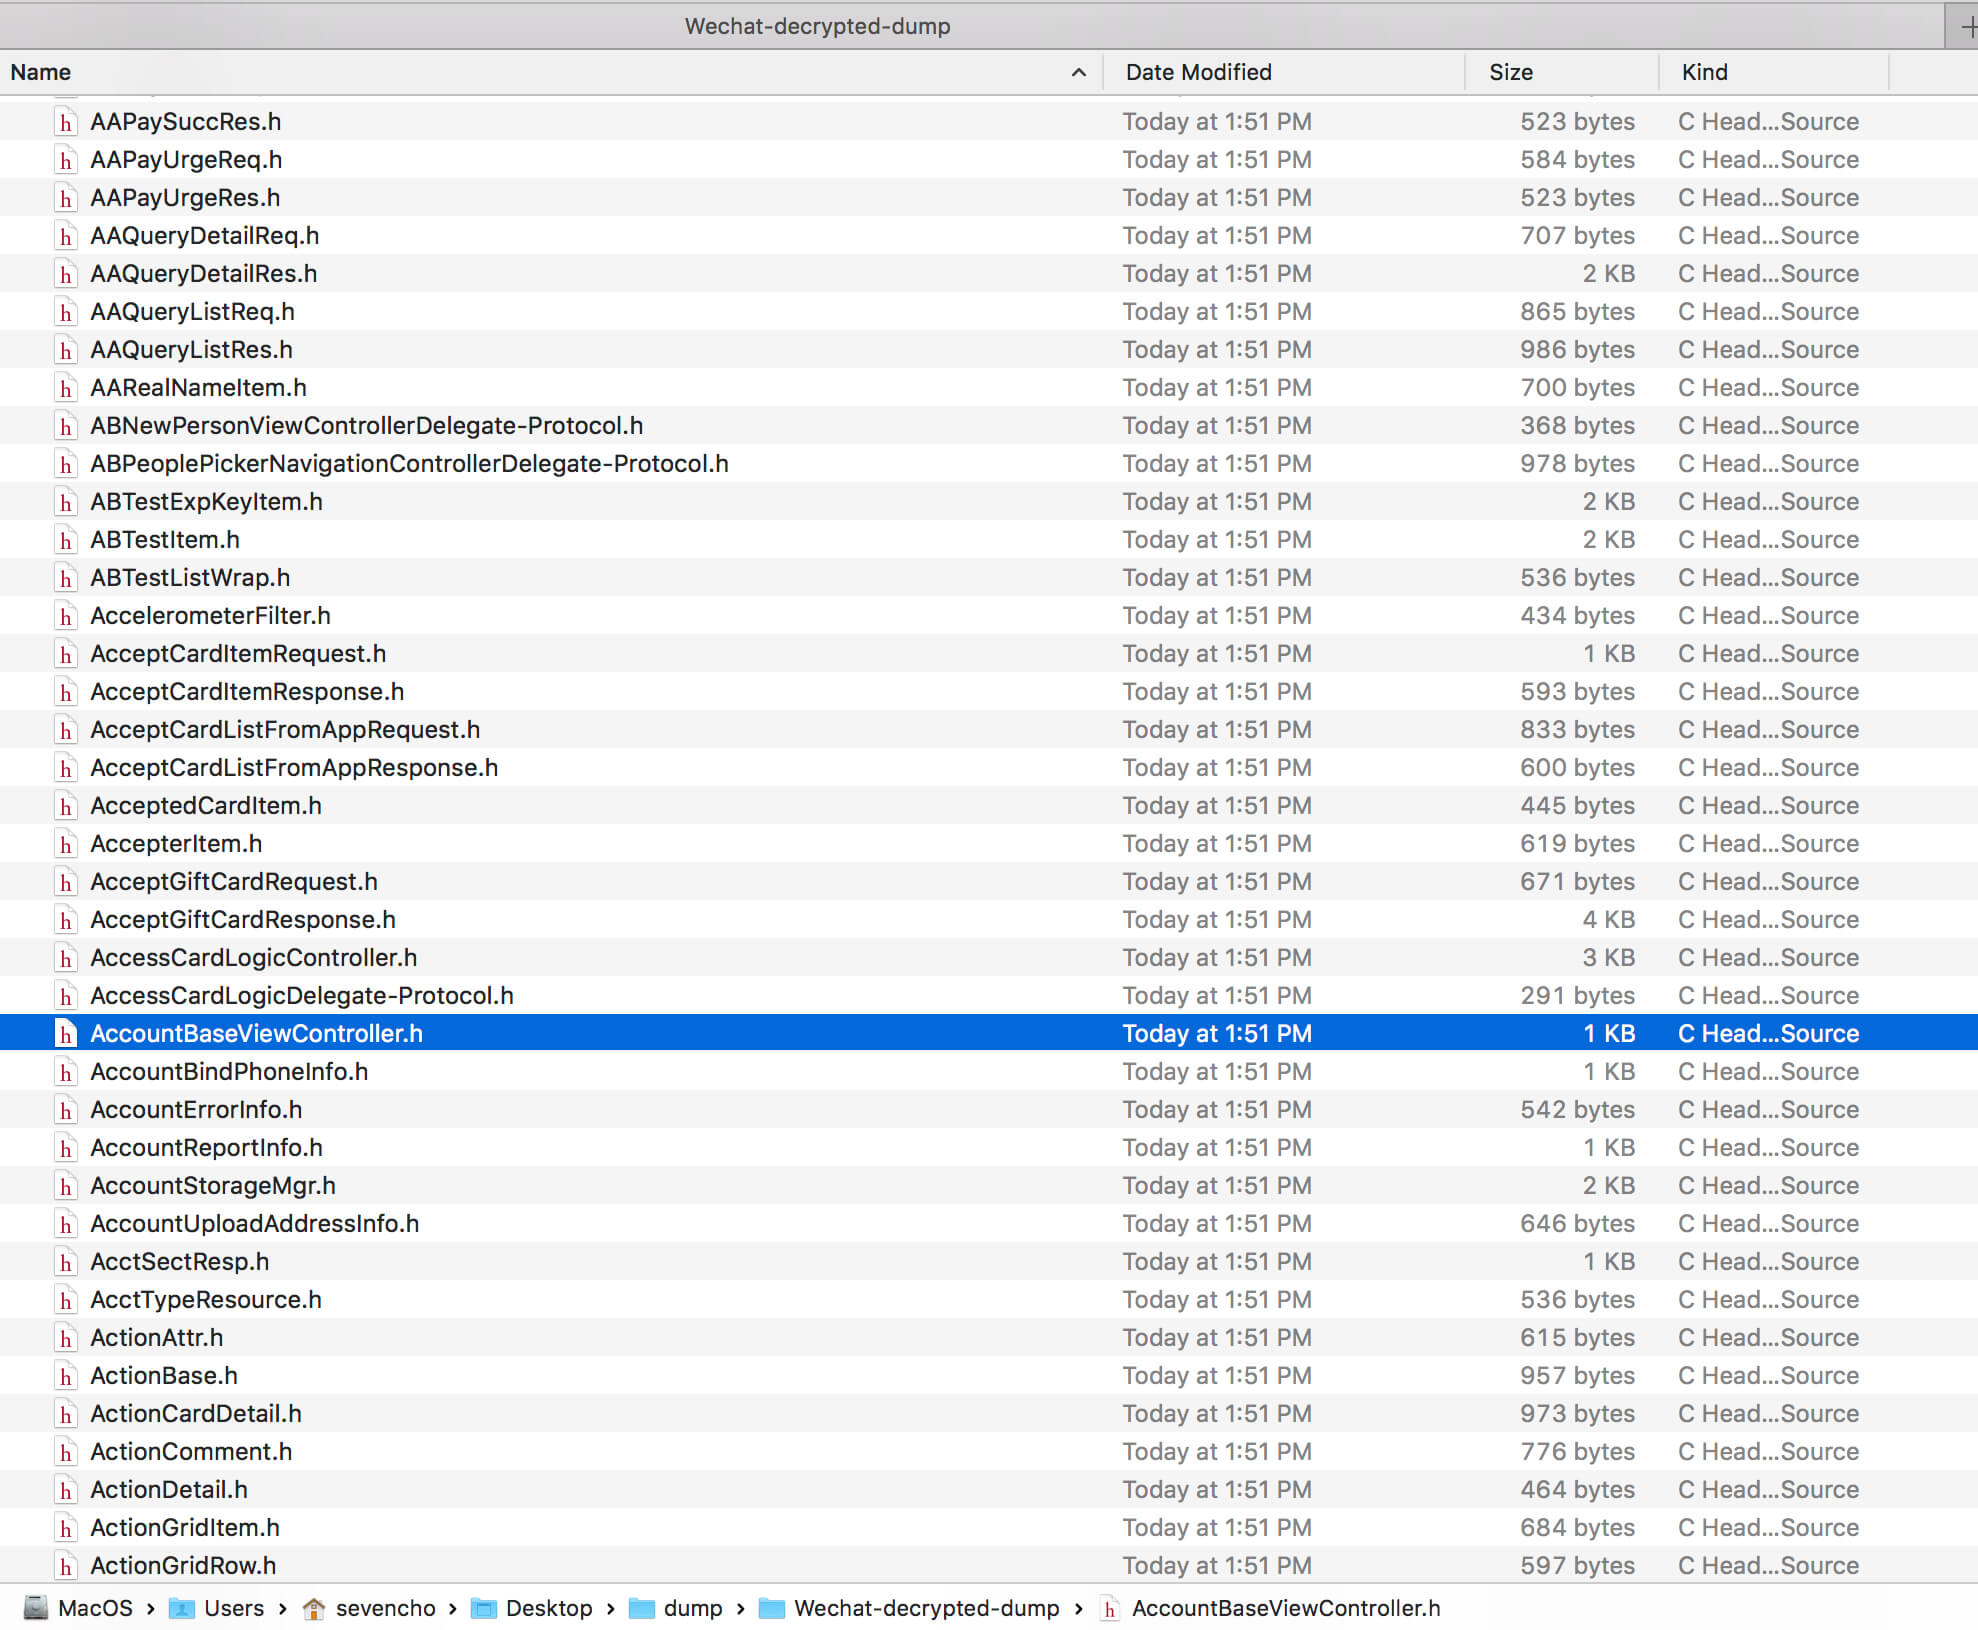 Wechat-decrypted-dump
Name Date Modified Size Kind
AAPaySuccRes.h Today at 1:51 PM 523 bytes C Head...Source
AAPayUrgeReq.h Today at 1:51 PM 584 bytes C Head...Source
AAPayUrgeRes.h Today at 1:51 PM 523 bytes C Head...Source
AAQueryDetailReq.h Today at 1:51 PM 707 bytes C Head...Source
AAQueryDetailRes.h Today at 1:51 PM 2 KB C Head...Source
AAQueryListReq.h Today at 1:51 PM 865 bytes C Head...Source
AAQueryListRes.h Today at 1:51 PM 986 bytes C Head...Source
AARealNameItem.h Today at 1:51 PM 700 bytes C Head...Source
ABNewPersonViewControllerDelegate-Protocol.h Today at 1:51 PM 368 bytes C Head...Source
ABPeoplePickerNavigationControllerDelegate-Protocol.h Today at 1:51 PM 978 bytes C Head...Source
ABTestExpKeyItem.h Today at 1:51 PM 2 KB C Head...Source
ABTestItem.h Today at 1:51 PM 2 KB C Head...Source
ABTestListWrap.h Today at 1:51 PM 536 bytes C Head...Source
AccelerometerFilter.h Today at 1:51 PM 434 bytes C Head...Source
AcceptCardItemRequest.h Today at 1:51 PM 1 KB C Head...Source
AcceptCardItemResponse.h Today at 1:51 PM 593 bytes C Head...Source
AcceptCardListFromAppRequest.h Today at 1:51 PM 833 bytes C Head...Source
AcceptCardListFromAppResponse.h Today at 1:51 PM 600 bytes C Head...Source
AcceptedCardItem.h Today at 1:51 PM 445 bytes C Head...Source
AccepterItem.h Today at 1:51 PM 619 bytes C Head...Source
AcceptGiftCardRequest.h Today at 1:51 PM 671 bytes C Head...Source
AcceptGiftCardResponse.h Today at 1:51 PM 4 KB C Head...Source
AccessCardLogicController.h Today at 1:51 PM 3 KB C Head...Source
AccessCardLogicDelegate-Protocol.h Today at 1:51 PM 291 bytes C Head...Source
AccountBaseViewController.h Today at 1:51 PM 1 KB C Head...Source
AccountBindPhoneInfo.h Today at 1:51 PM 1 KB C Head...Source
AccountErrorInfo.h Today at 1:51 PM 542 bytes C Head...Source
AccountReportInfo.h Today at 1:51 PM 1 KB C Head...Source
AccountStorageMgr.h Today at 1:51 PM 2 KB C Head...Source
AccountUploadAddressInfo.h Today at 1:51 PM 646 bytes C Head...Source
AcctSectResp.h Today at 1:51 PM 1 KB C Head...Source
AcctTypeResource.h Today at 1:51 PM 536 bytes C Head...Source
ActionAttr.h Today at 1:51 PM 615 bytes C Head...Source
ActionBase.h Today at 1:51 PM 957 bytes C Head...Source
ActionCardDetail.h Today at 1:51 PM 973 bytes C Head...Source
ActionComment.h Today at 1:51 PM 776 bytes C Head...Source
ActionDetail.h Today at 1:51 PM 464 bytes C Head...Source
ActionGridItem.h Today at 1:51 PM 684 bytes C Head...Source
ActionGridRow.h Today at 1:51 PM 597 bytes C Head...Source
MacOS › Users › sevencho › Desktop › dump › Wechat-decrypted-dump › AccountBaseViewController.h